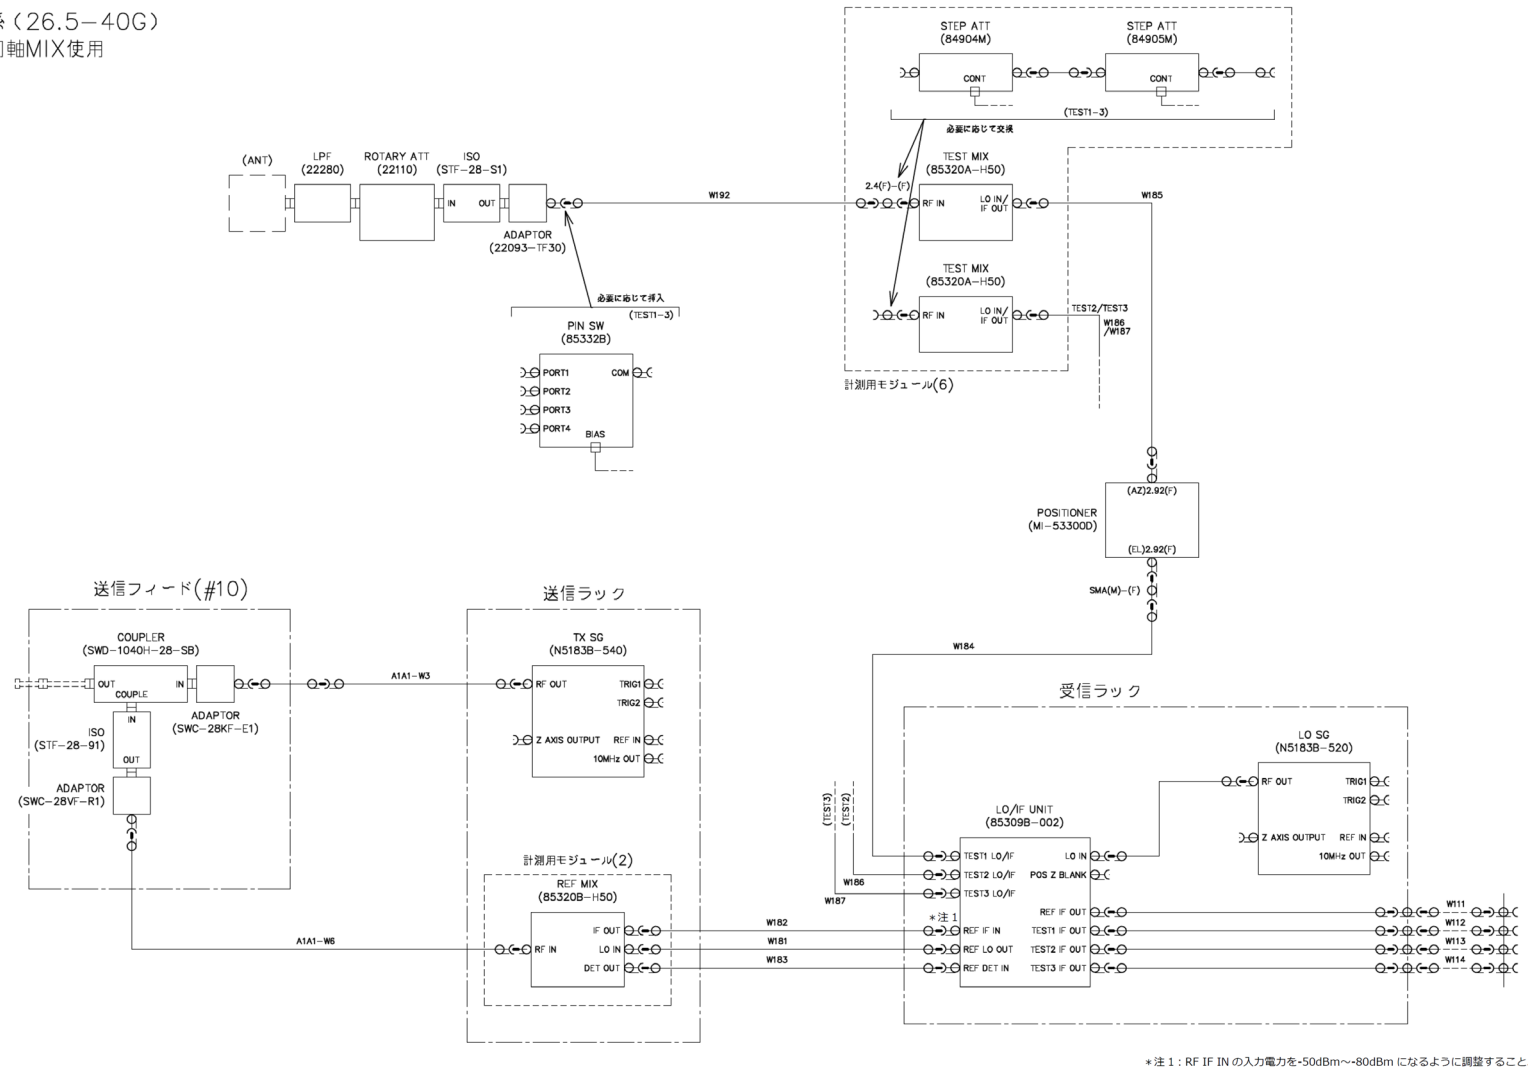 (26.5-40G)
軸MIX使用
STEP ATT
(84904M)
CONT
STEP ATT
(84905M)
CONT
(TEST1-3)
必要に応じて交換
(ANT)
LPF
(22280)
ROTARY ATT
(22110)
ISO
(STF-28-S1)
IN OUT
ADAPTOR
(22093-TF30)
W192
2.4(F)-(F)
TEST MIX
(85320A-H50)
RF IN
LO IN/
IF OUT
W185
TEST MIX
(85320A-H50)
RF IN
LO IN/
IF OUT
TEST2/TEST3
W186
/W187
計測用モジュール(6)
必要に応じて挿入
(TEST1-3)
PIN SW
(85332B)
PORT1 COM
PORT2
PORT3
PORT4
BIAS
(AZ)2.92(F)
POSITIONER
(MI-53300D)
(EL)2.92(F)
SMA(M)-(F)
W184
送信フィード(#10)
COUPLER
(SWD-1040H-28-SB)
OUT IN
COUPLE
ADAPTOR
(SWC-28KF-E1)
IN
ISO
(STF-28-91)
OUT
ADAPTOR
(SWC-28VF-R1)
A1A1-W3
A1A1-W6
送信ラック
TX SG
(N5183B-540)
RF OUT TRIG1
TRIG2
Z AXIS OUTPUT REF IN
10MHz OUT
計測用モジュール(2)
REF MIX
(85320B-H50)
IF OUT
RF IN LO IN
DET OUT
W182
W181
W183
受信ラック
LO SG
(N5183B-520)
RF OUT TRIG1
TRIG2
Z AXIS OUTPUT REF IN
10MHz OUT
(TEST3)
(TEST2)
W186
W187
LO/IF UNIT
(85309B-002)
TEST1 LO/IF LO IN
TEST2 LO/IF POS Z BLANK
TEST3 LO/IF
*注1
REF IF OUT
REF IF IN TEST1 IF OUT
REF LO OUT TEST2 IF OUT
REF DET IN TEST3 IF OUT
W111
W112
W113
W114
*注1:RF IF IN の入力電力を-50dBm～-80dBm になるように調整すること